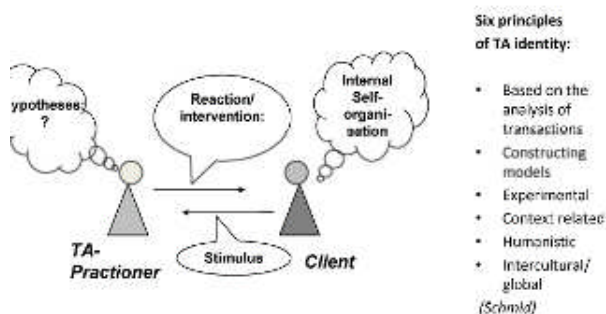 ypotheses:
?
Reaction/
intervention:
Internal
Self-
organi-
sation
TA-
Practioner
Stimulus
Client
Six principles
of TA identity:
• Based on the
analysis of
transactions
• Constructing
models
• Experimental
• Context related
• Humanistic
• Intercultural/
global
(Schmid)